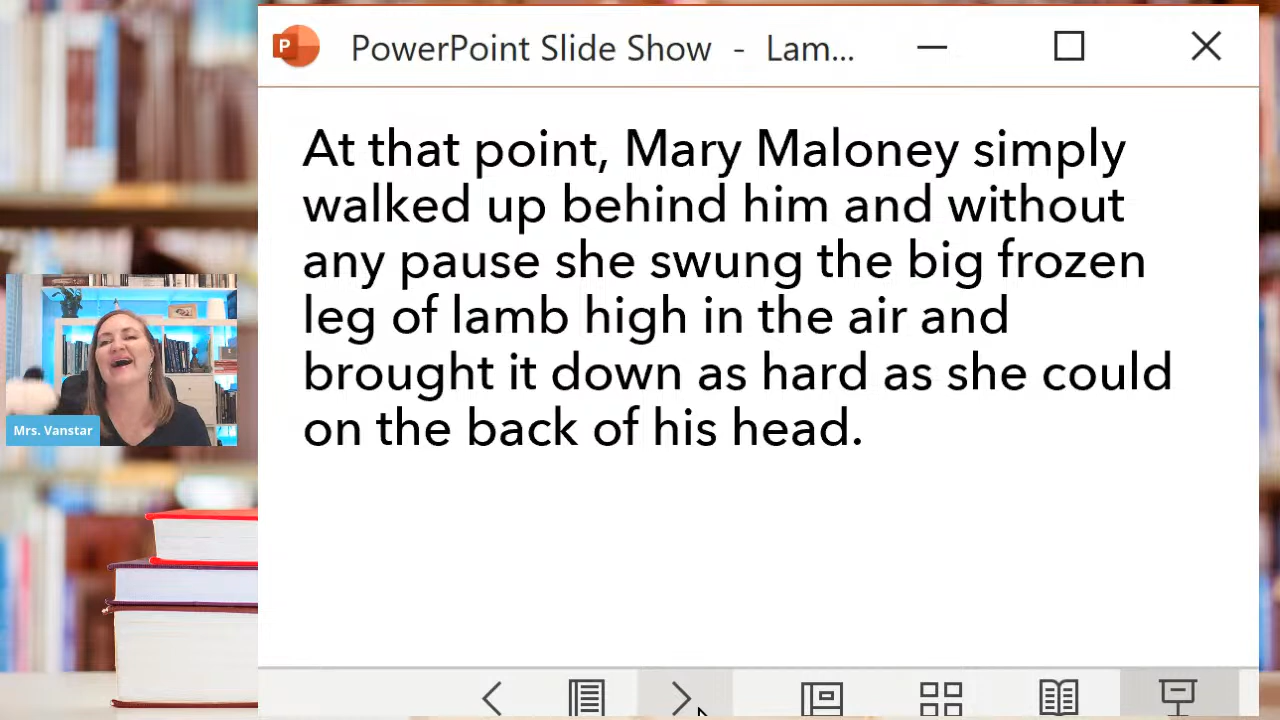 PowerPoint Slide Show - Lam...
At that point, Mary Maloney simply
walked up behind him and without
any pause she swung the big frozen
leg of lamb high in the air and
brought it down as hard as she could
on the back of his head.
Mrs. Vanstar